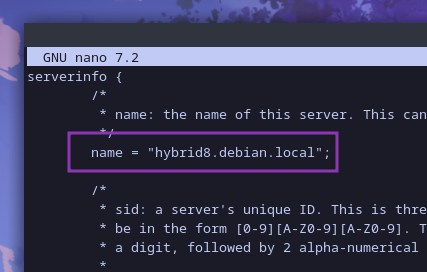 GNU nano 7.2
serverinfo {
/*
* name: the name of this server. This can
*/
name = "hybrid8.debian.local";
/*
* sid: a server's unique ID. This is thre
* be in the form [0-9][A-Z0-9][A-Z0-9]. T
* a digit, followed by 2 alpha-numerical
*